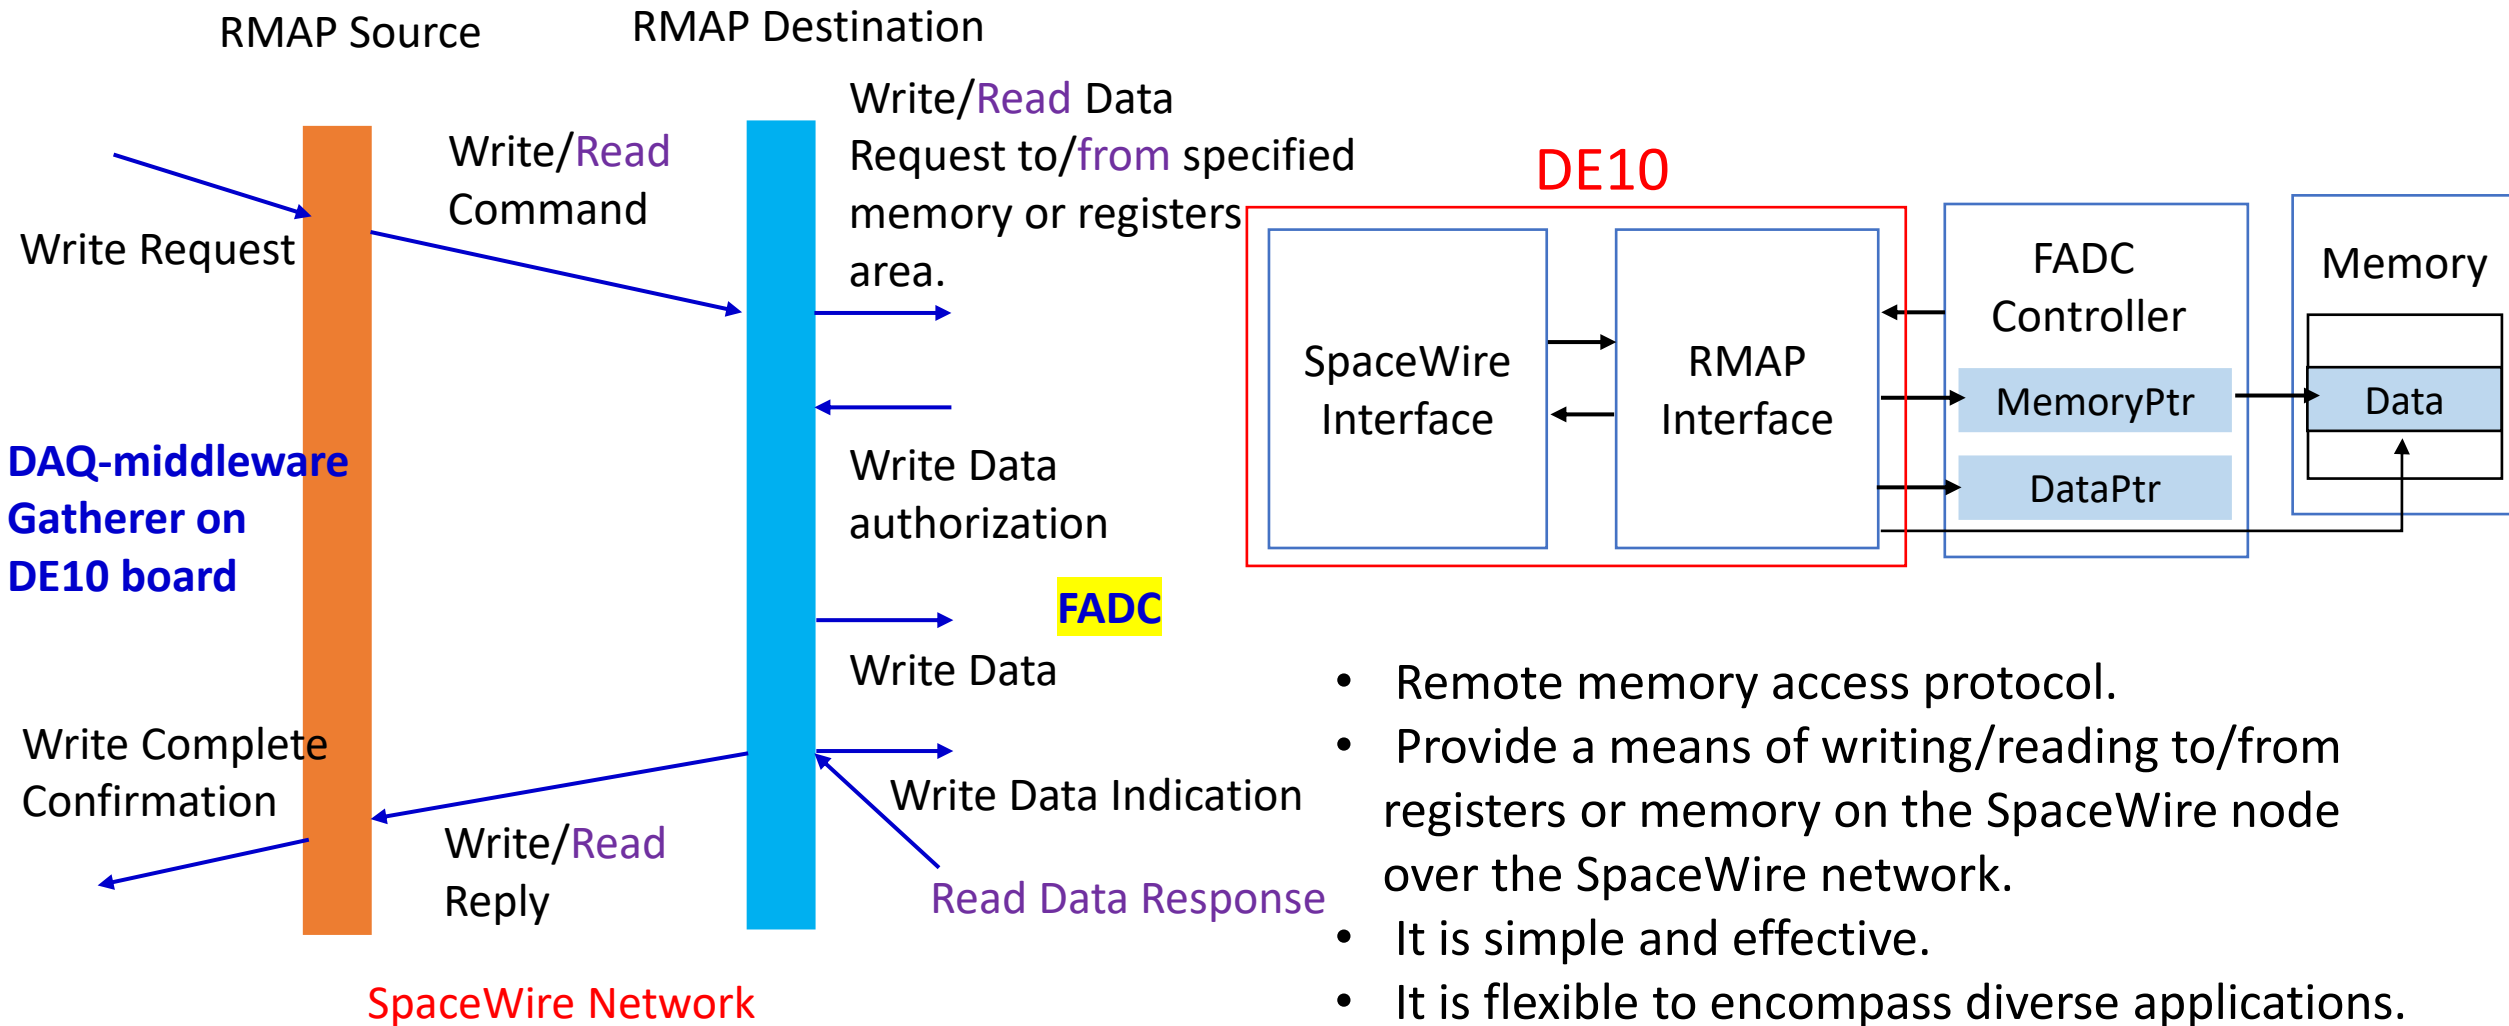 RMAP Source
RMAP Destination
Write Request
Write/Read
Command
Write/Read Data
Request to/from specified
memory or registers
area.
DAQ-middleware
Gatherer on
DE10 board
Write Data
authorization
FADC
Write Data
Write Complete
Confirmation
Write Data Indication
Write/Read
Reply
Read Data Response
SpaceWire Network
DE10
SpaceWire
Interface
RMAP
Interface
FADC
Controller
MemoryPtr
DataPtr
Memory
Data
• Remote memory access protocol.
• Provide a means of writing/reading to/from
registers or memory on the SpaceWire node
over the SpaceWire network.
• It is simple and effective.
• It is flexible to encompass diverse applications.